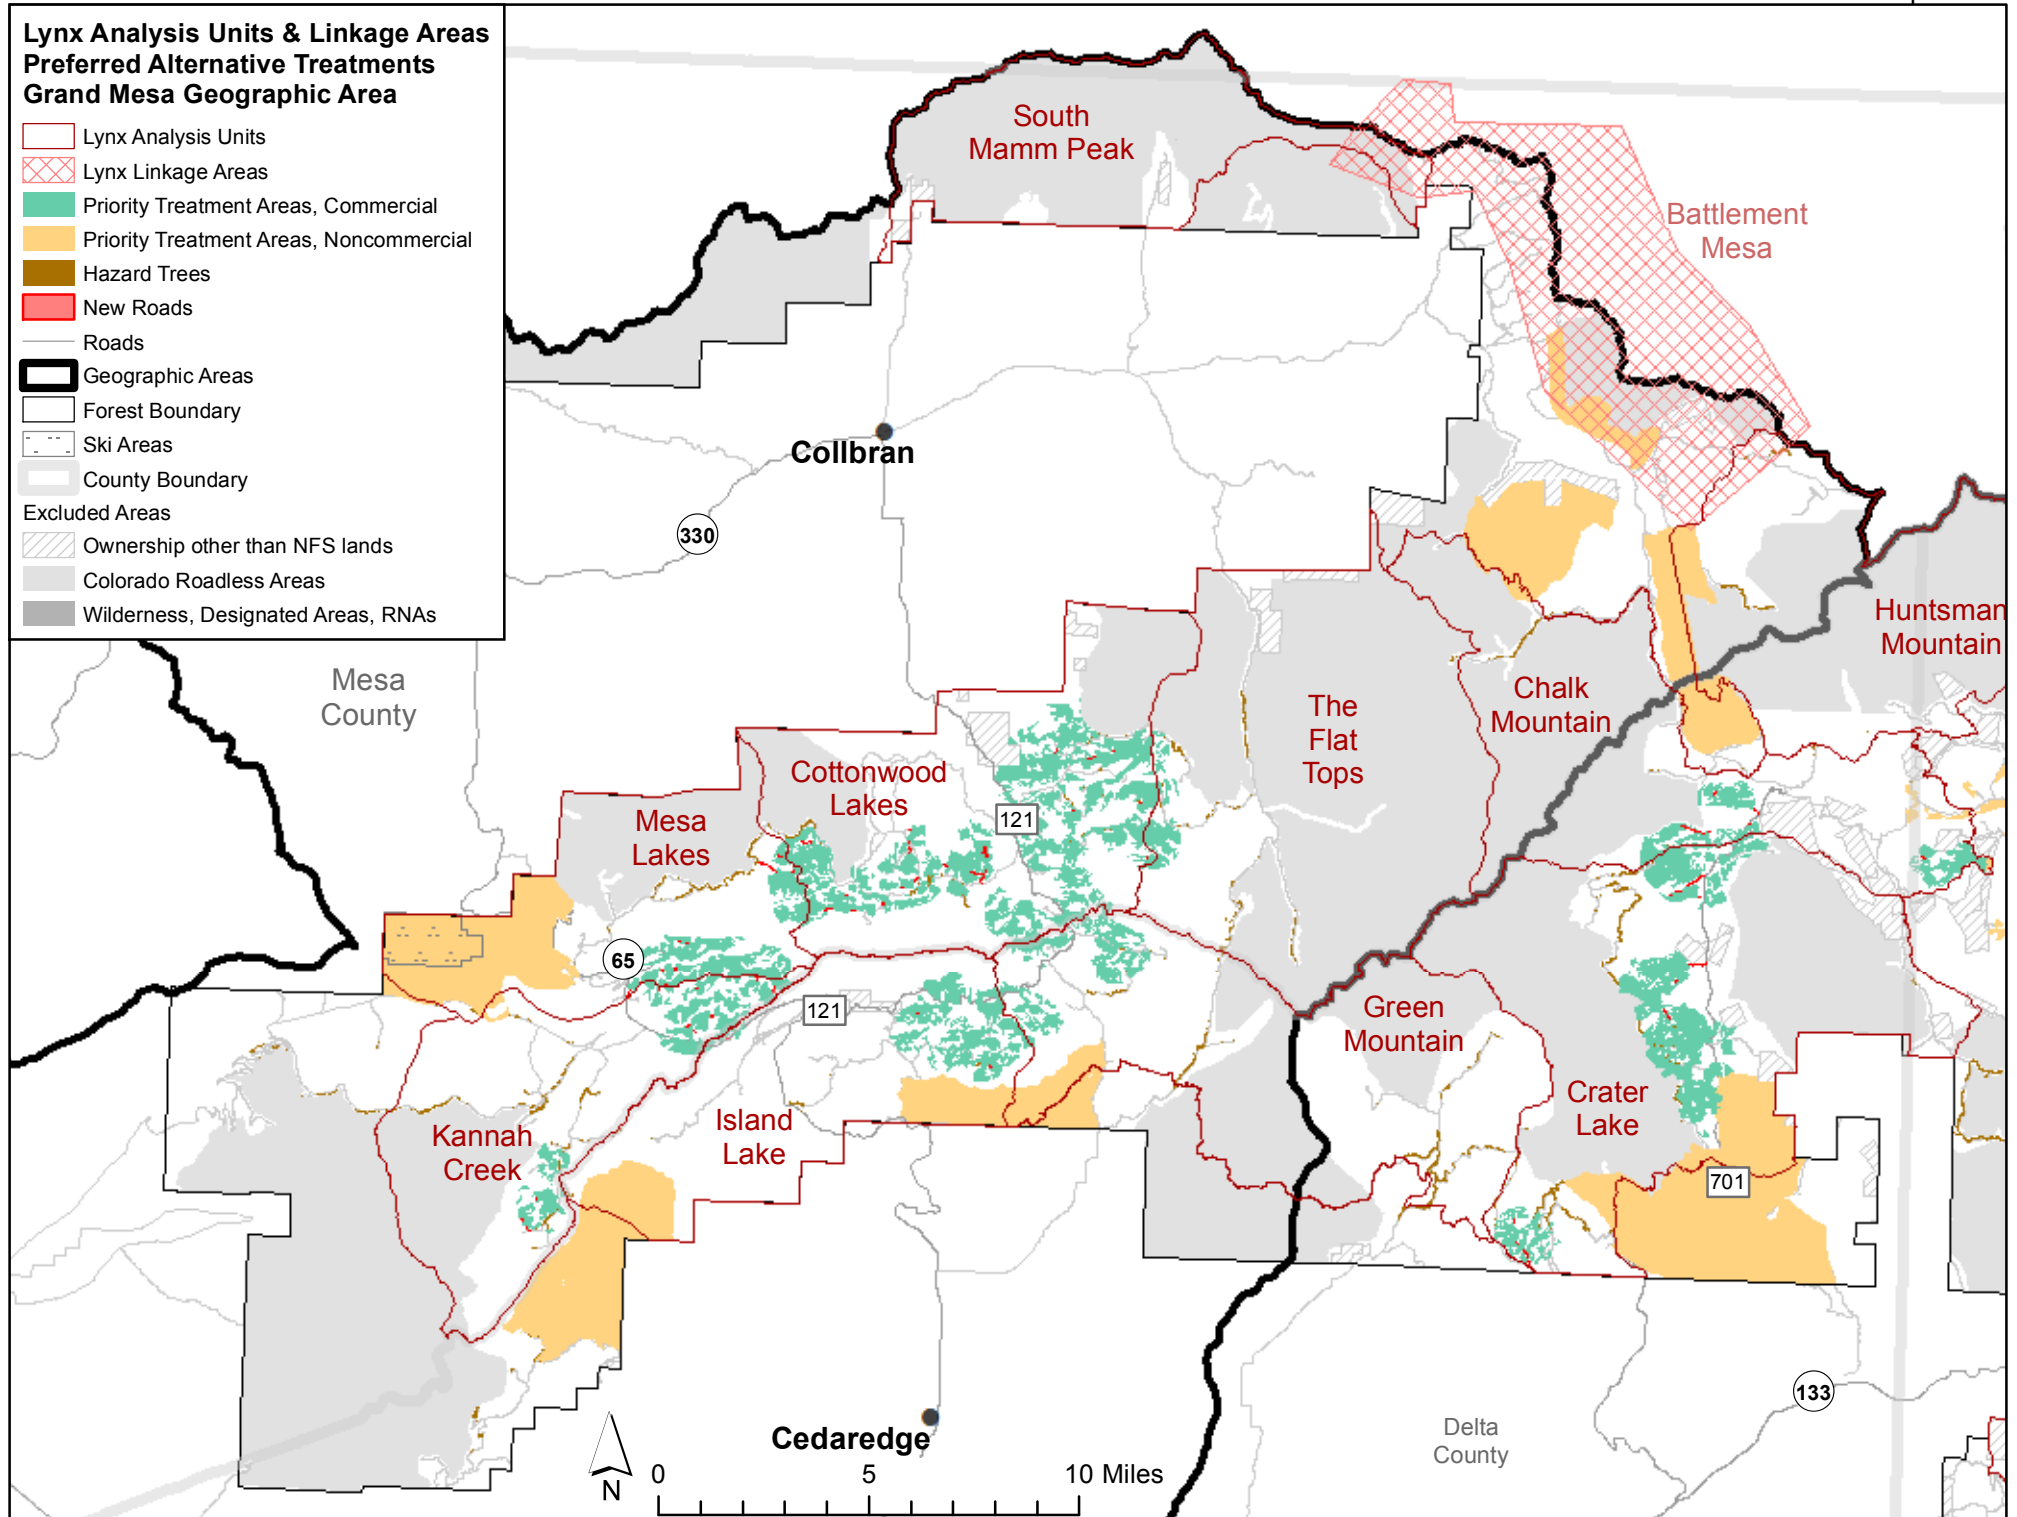 Lynx Analysis Units & Linkage Areas
Preferred Alternative Treatments
Grand Mesa Geographic Area
Lynx Analysis Units
Lynx Linkage Areas
Priority Treatment Areas, Commercial
Priority Treatment Areas, Noncommercial
Hazard Trees
New Roads
Roads
Geographic Areas
Forest Boundary
Ski Areas
County Boundary
Excluded Areas
Ownership other than NFS lands
Colorado Roadless Areas
Wilderness, Designated Areas, RNAs
South
Mamm Peak
Battlement
Mesa
Collbran
330
Huntsman
Mountain
Mesa
County
Chalk
Mountain
The
Flat
Tops
Cottonwood
Lakes
Mesa
Lakes
121
65
121
Green
Mountain
Crater
Lake
Kannah
Creek
Island
Lake
701
133
Cedaredge
Delta
County
N
0 5 10 Miles